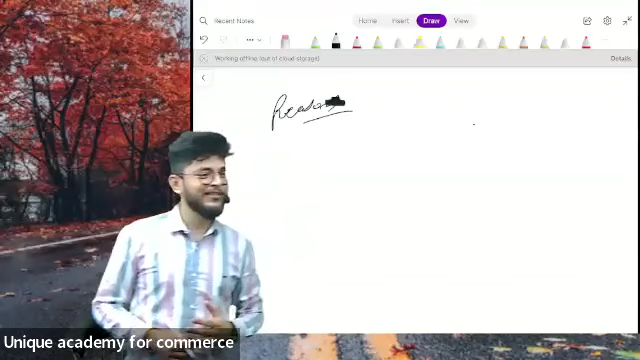 Recent Notes
Home Insert Draw View
Working offline (out of cloud storage)
Details
Unique academy for commerce